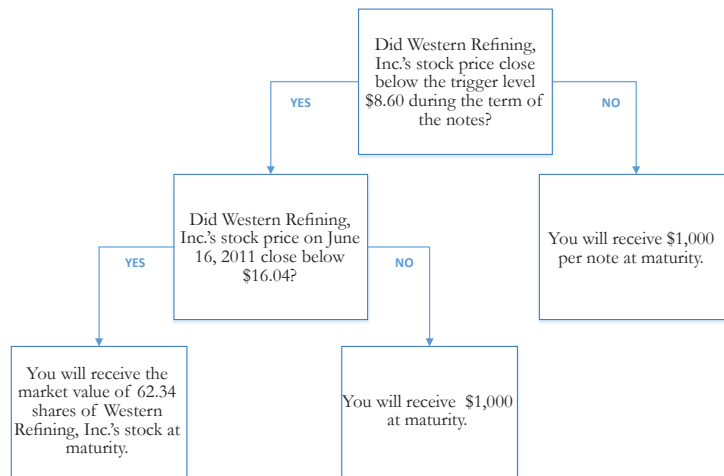 Did Western Refining,
Inc.'s stock price close
below the trigger level
$8.60 during the term of
the notes?
YES
NO
Did Western Refining,
Inc.'s stock price on June
16, 2011 close below
$16.04?
You will receive $1,000
per note at maturity.
YES
NO
You will receive the
market value of 62.34
shares of Western
Refining, Inc.'s stock at
maturity.
You will receive $1,000
at maturity.